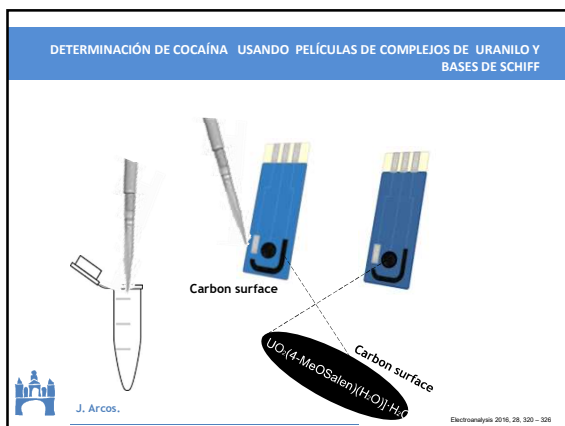 DETERMINACIÓN DE COCAÍNA USANDO PELÍCULAS DE COMPLEJOS DE URANILO Y
BASES DE SCHIFF
Carbon surface
Carbon surface
UO₂(4-MeOSalen)(H₂O)]·H₂O
J. Arcos.
Electroanalysis 2016, 28, 320 – 326